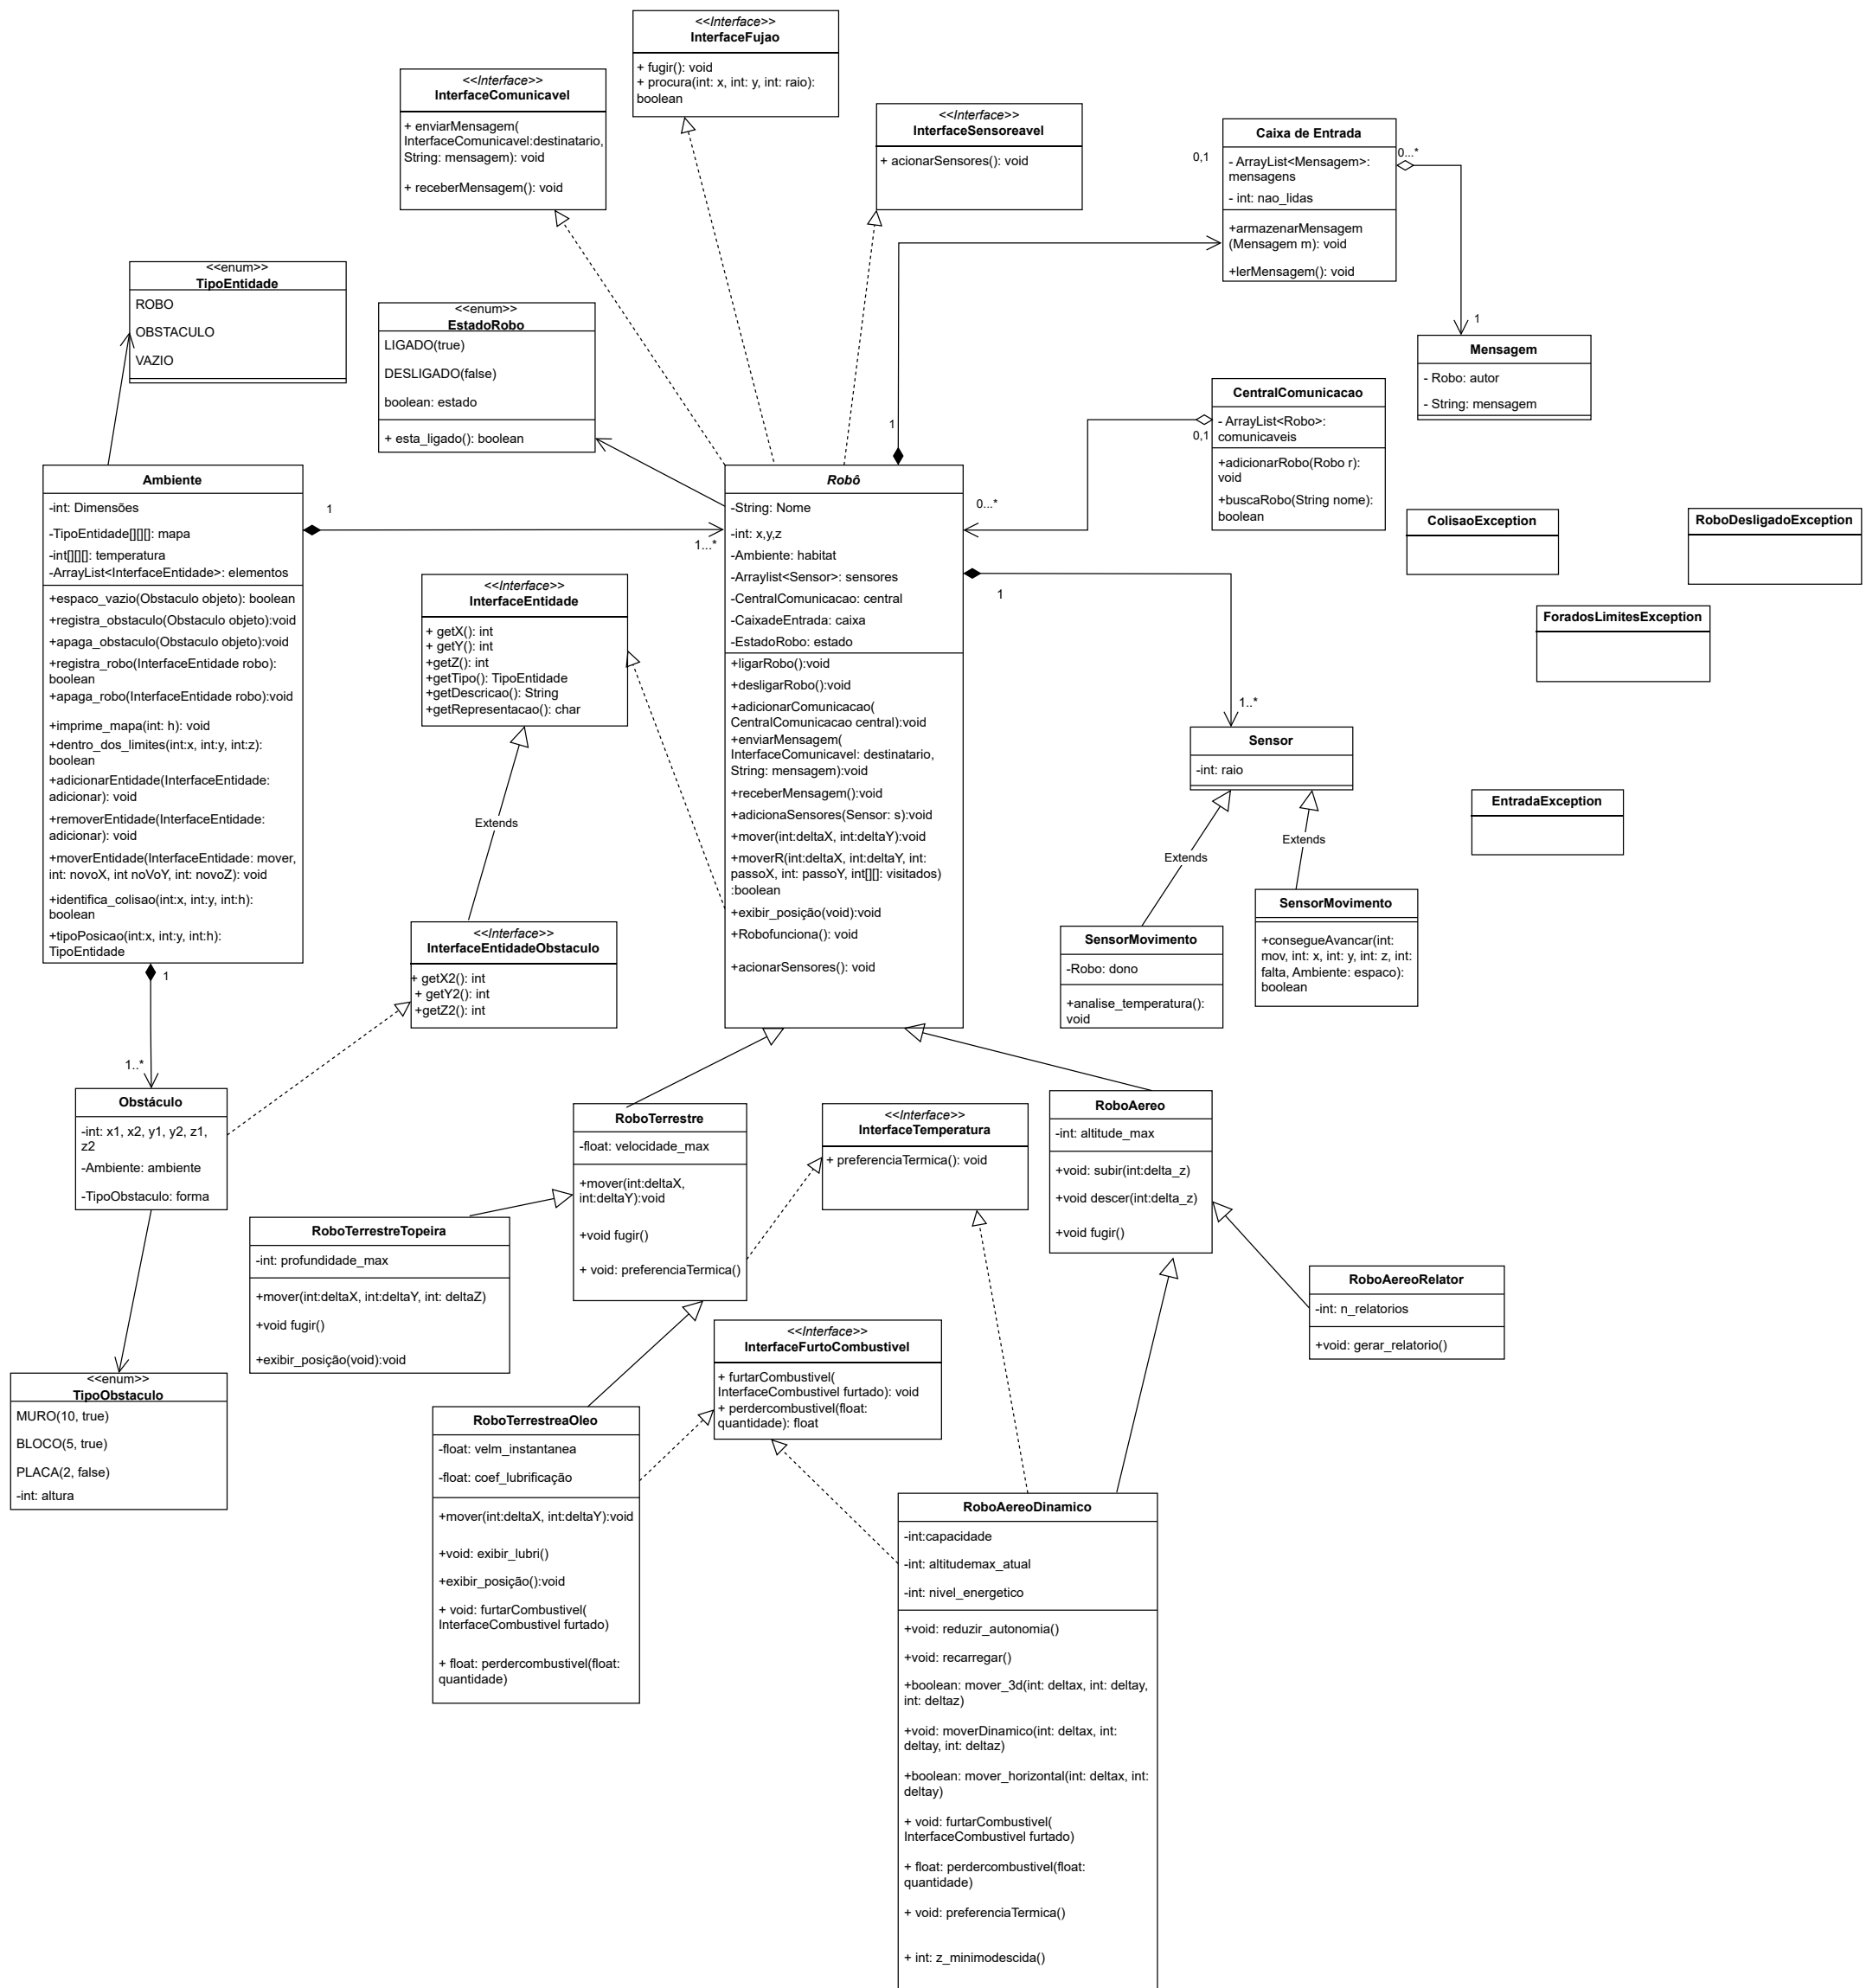 <<Interface>>
InterfaceFujao
+ fugir(): void
+ procura(int: x, int: y, int: raio):
boolean
<<Interface>>
InterfaceComunicavel
+ enviarMensagem(
InterfaceComunicavel:destinatario,
String: mensagem): void
+ receberMensagem(): void
<<Interface>>
InterfaceSensoreavel
+ acionarSensores(): void
Caixa de Entrada
- ArrayList<Mensagem>:
mensagens
- int: nao_lidas
+armazenarMensagem
(Mensagem m): void
+lerMensagem(): void
0,1
0...*
1
Mensagem
- Robo: autor
- String: mensagem
<<enum>>
TipoEntidade
ROBO
OBSTACULO
VAZIO
<<enum>>
EstadoRobo
LIGADO(true)
DESLIGADO(false)
boolean: estado
+ esta_ligado(): boolean
CentralComunicacao
- ArrayList<Robo>:
comunicaveis
+adicionarRobo(Robo r):
void
+buscaRobo(String nome):
boolean
0,1
1
0...*
Ambiente
-int: Dimensões
-TipoEntidade[][][]: mapa
-int[][][]: temperatura
-ArrayList<InterfaceEntidade>: elementos
+espaco_vazio(Obstaculo objeto): boolean
+registra_obstaculo(Obstaculo objeto):void
+apaga_obstaculo(Obstaculo objeto):void
+registra_robo(InterfaceEntidade robo):
boolean
+apaga_robo(InterfaceEntidade robo):void
+imprime_mapa(int: h): void
+dentro_dos_limites(int:x, int:y, int:z):
boolean
+adicionarEntidade(InterfaceEntidade:
adicionar): void
+removerEntidade(InterfaceEntidade:
adicionar): void
+moverEntidade(InterfaceEntidade: mover,
int: novoX, int noVoY, int: novoZ): void
+identifica_colisao(int:x, int:y, int:h):
boolean
+tipoPosicao(int:x, int:y, int:h):
TipoEntidade
1
1...*
1
1..*
Robô
-String: Nome
-int: x,y,z
-Ambiente: habitat
-Arraylist<Sensor>: sensores
-CentralComunicacao: central
-CaixadeEntrada: caixa
-EstadoRobo: estado
+ligarRobo():void
+desligarRobo():void
+adicionarComunicacao(
CentralComunicacao central):void
+enviarMensagem(
InterfaceComunicavel: destinatario,
String: mensagem):void
+receberMensagem():void
+adicionaSensores(Sensor: s):void
+mover(int:deltaX, int:deltaY):void
+moverR(int:deltaX, int:deltaY, int:
passoX, int: passoY, int[][]: visitados)
:boolean
+exibir_posição(void):void
+Robofunciona(): void
+acionarSensores(): void
ColisaoException
RoboDesligadoException
ForadosLimitesException
EntradaException
<<Interface>>
InterfaceEntidade
+ getX(): int
+ getY(): int
+getZ(): int
+getTipo(): TipoEntidade
+getDescricao(): String
+getRepresentacao(): char
Extends
<<Interface>>
InterfaceEntidadeObstaculo
+ getX2(): int
+ getY2(): int
+getZ2(): int
1
1..*
Sensor
-int: raio
Extends
Extends
SensorMovimento
-Robo: dono
+analise_temperatura():
void
SensorMovimento
+consegueAvancar(int:
mov, int: x, int: y, int: z, int:
falta, Ambiente: espaco):
boolean
Obstáculo
-int: x1, x2, y1, y2, z1,
z2
-Ambiente: ambiente
-TipoObstaculo: forma
RoboTerrestre
-float: velocidade_max
+mover(int:deltaX,
int:deltaY):void
+void fugir()
+ void: preferenciaTermica()
<<Interface>>
InterfaceTemperatura
+ preferenciaTermica(): void
RoboAereo
-int: altitude_max
+void: subir(int:delta_z)
+void descer(int:delta_z)
+void fugir()
RoboTerrestreTopeira
-int: profundidade_max
+mover(int:deltaX, int:deltaY, int: deltaZ)
+void fugir()
+exibir_posição(void):void
RoboAereoRelator
-int: n_relatorios
+void: gerar_relatorio()
<<Interface>>
InterfaceFurtoCombustivel
+ furtarCombustivel(
InterfaceCombustivel furtado): void
+ perdercombustivel(float:
quantidade): float
<<enum>>
TipoObstaculo
MURO(10, true)
BLOCO(5, true)
PLACA(2, false)
-int: altura
RoboTerrestreaOleo
-float: velm_instantanea
-float: coef_lubrificação
+mover(int:deltaX, int:deltaY):void
+void: exibir_lubri()
+exibir_posição():void
+ void: furtarCombustivel(
InterfaceCombustivel furtado)
+ float: perdercombustivel(float:
quantidade)
RoboAereoDinamico
-int:capacidade
-int: altitudemax_atual
-int: nivel_energetico
+void: reduzir_autonomia()
+void: recarregar()
+boolean: mover_3d(int: deltax, int: deltay,
int: deltaz)
+void: moverDinamico(int: deltax, int:
deltay, int: deltaz)
+boolean: mover_horizontal(int: deltax, int:
deltay)
+ void: furtarCombustivel(
InterfaceCombustivel furtado)
+ float: perdercombustivel(float:
quantidade)
+ void: preferenciaTermica()
+ int: z_minimodescida()